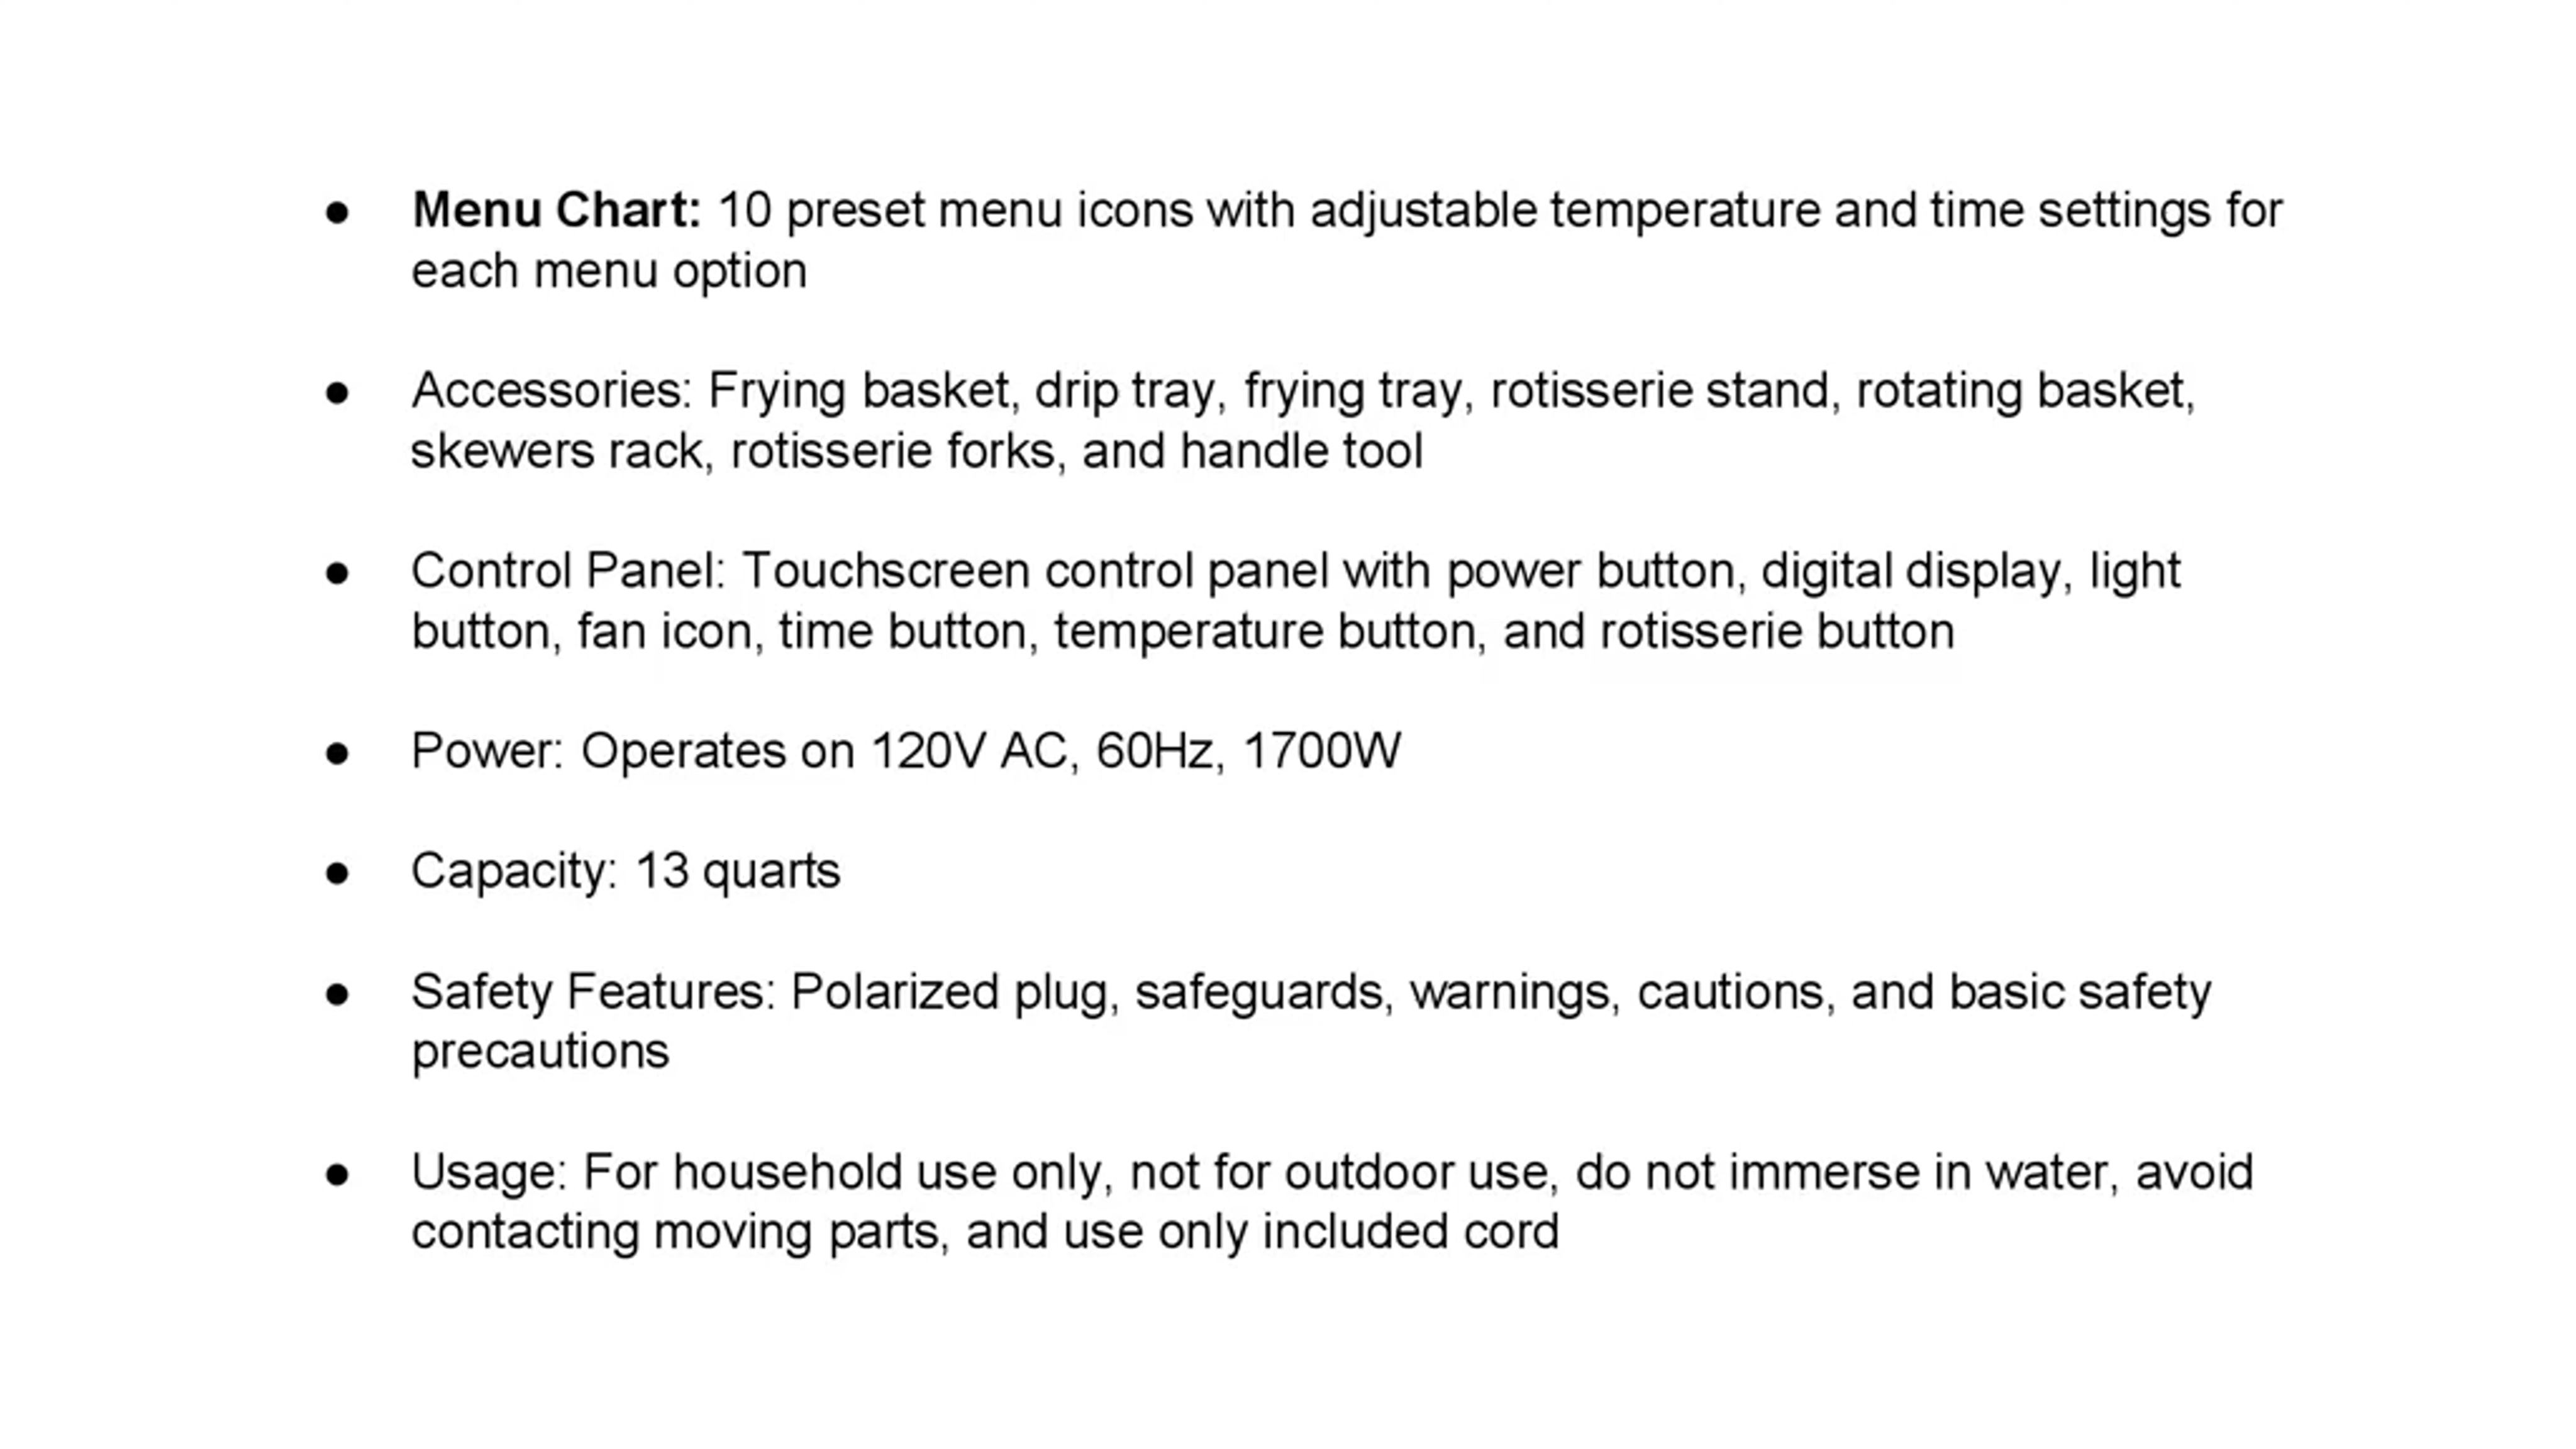 ● Menu Chart: 10 preset menu icons with adjustable temperature and time settings for
each menu option
● Accessories: Frying basket, drip tray, frying tray, rotisserie stand, rotating basket,
skewers rack, rotisserie forks, and handle tool
● Control Panel: Touchscreen control panel with power button, digital display, light
button, fan icon, time button, temperature button, and rotisserie button
● Power: Operates on 120V AC, 60Hz, 1700W
● Capacity: 13 quarts
● Safety Features: Polarized plug, safeguards, warnings, cautions, and basic safety
precautions
● Usage: For household use only, not for outdoor use, do not immerse in water, avoid
contacting moving parts, and use only included cord